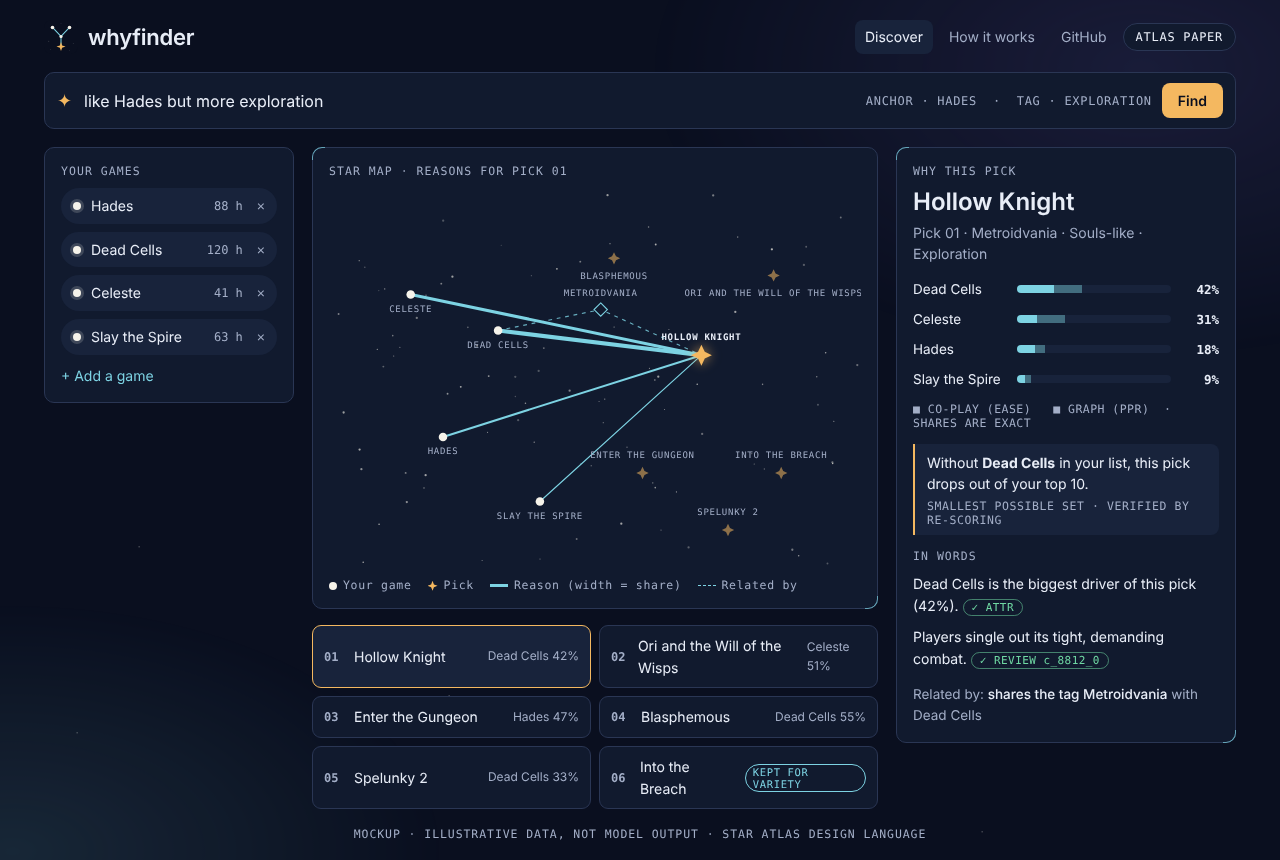 whyfinder
Discover
How it works
GitHub
ATLAS PAPER
✦ like Hades but more exploration
ANCHOR · HADES · TAG · EXPLORATION
Find
YOUR GAMES
Hades 88 h ×
Dead Cells 120 h ×
Celeste 41 h ×
Slay the Spire 63 h ×
+ Add a game
STAR MAP · REASONS FOR PICK 01
BLASPHEMOUS
METROIDVANIA
ORI AND THE WILL OF THE WISPS
CELESTE
HOLLOW KNIGHT
DEAD CELLS
HADES
ENTER THE GUNGEON
INTO THE BREACH
SLAY THE SPIRE
SPELUNKY 2
Your game
Pick
Reason (width = share)
Related by
01 Hollow Knight Dead Cells 42%
02 Ori and the Will of the
Wisps
Celeste
51%
03 Enter the Gungeon Hades 47%
04 Blasphemous Dead Cells 55%
05 Spelunky 2 Dead Cells 33%
06 Into the
Breach
KEPT FOR
VARIETY
WHY THIS PICK
Hollow Knight
Pick 01 · Metroidvania · Souls-like ·
Exploration
Dead Cells 42%
Celeste 31%
Hades 18%
Slay the Spire 9%
■ CO-PLAY (EASE) ■ GRAPH (PPR) ·
SHARES ARE EXACT
Without Dead Cells in your list, this pick
drops out of your top 10.
SMALLEST POSSIBLE SET · VERIFIED BY
RE-SCORING
IN WORDS
Dead Cells is the biggest driver of this pick
(42%). ✓ ATTR
Players single out its tight, demanding
combat. ✓ REVIEW c_8812_0
Related by: shares the tag Metroidvania with
Dead Cells
MOCKUP · ILLUSTRATIVE DATA, NOT MODEL OUTPUT · STAR ATLAS DESIGN LANGUAGE